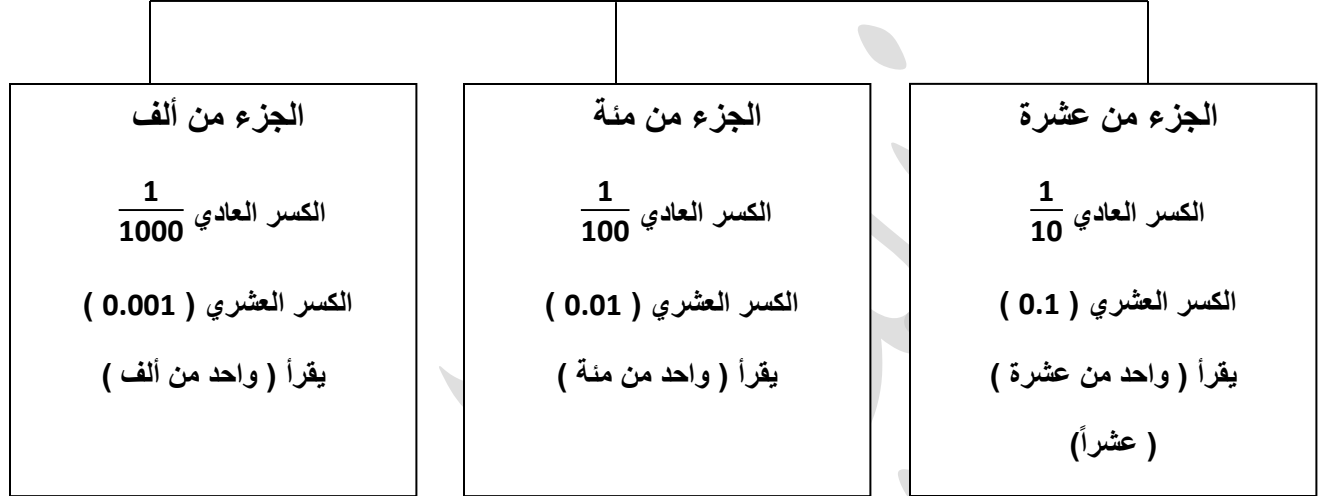 الجزء من عشرة
الكسر العادي 1/10
الكسر العشري ( 0.1 )
يقرأ ( واحد من عشرة )
( عشراً)
الجزء من مئة
الكسر العادي 1/100
الكسر العشري ( 0.01 )
يقرأ ( واحد من مئة )
الجزء من ألف
الكسر العادي 1/1000
الكسر العشري ( 0.001 )
يقرأ ( واحد من ألف )